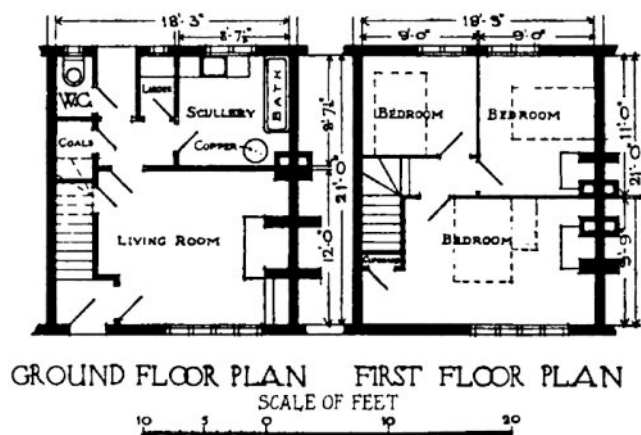 18'-3" 18'-3"
8'-7½" 9'-0" 9'-0"
W.C. LARDER SCULLERY BATH
COALS COPPER
8'-7½"
21'-0"
LIVING ROOM
12'-0"
BEDROOM BEDROOM
11'-0"
21'-0"
BEDROOM
9'-9"
GROUND FLOOR PLAN FIRST FLOOR PLAN
SCALE OF FEET
10 5 0 10 20